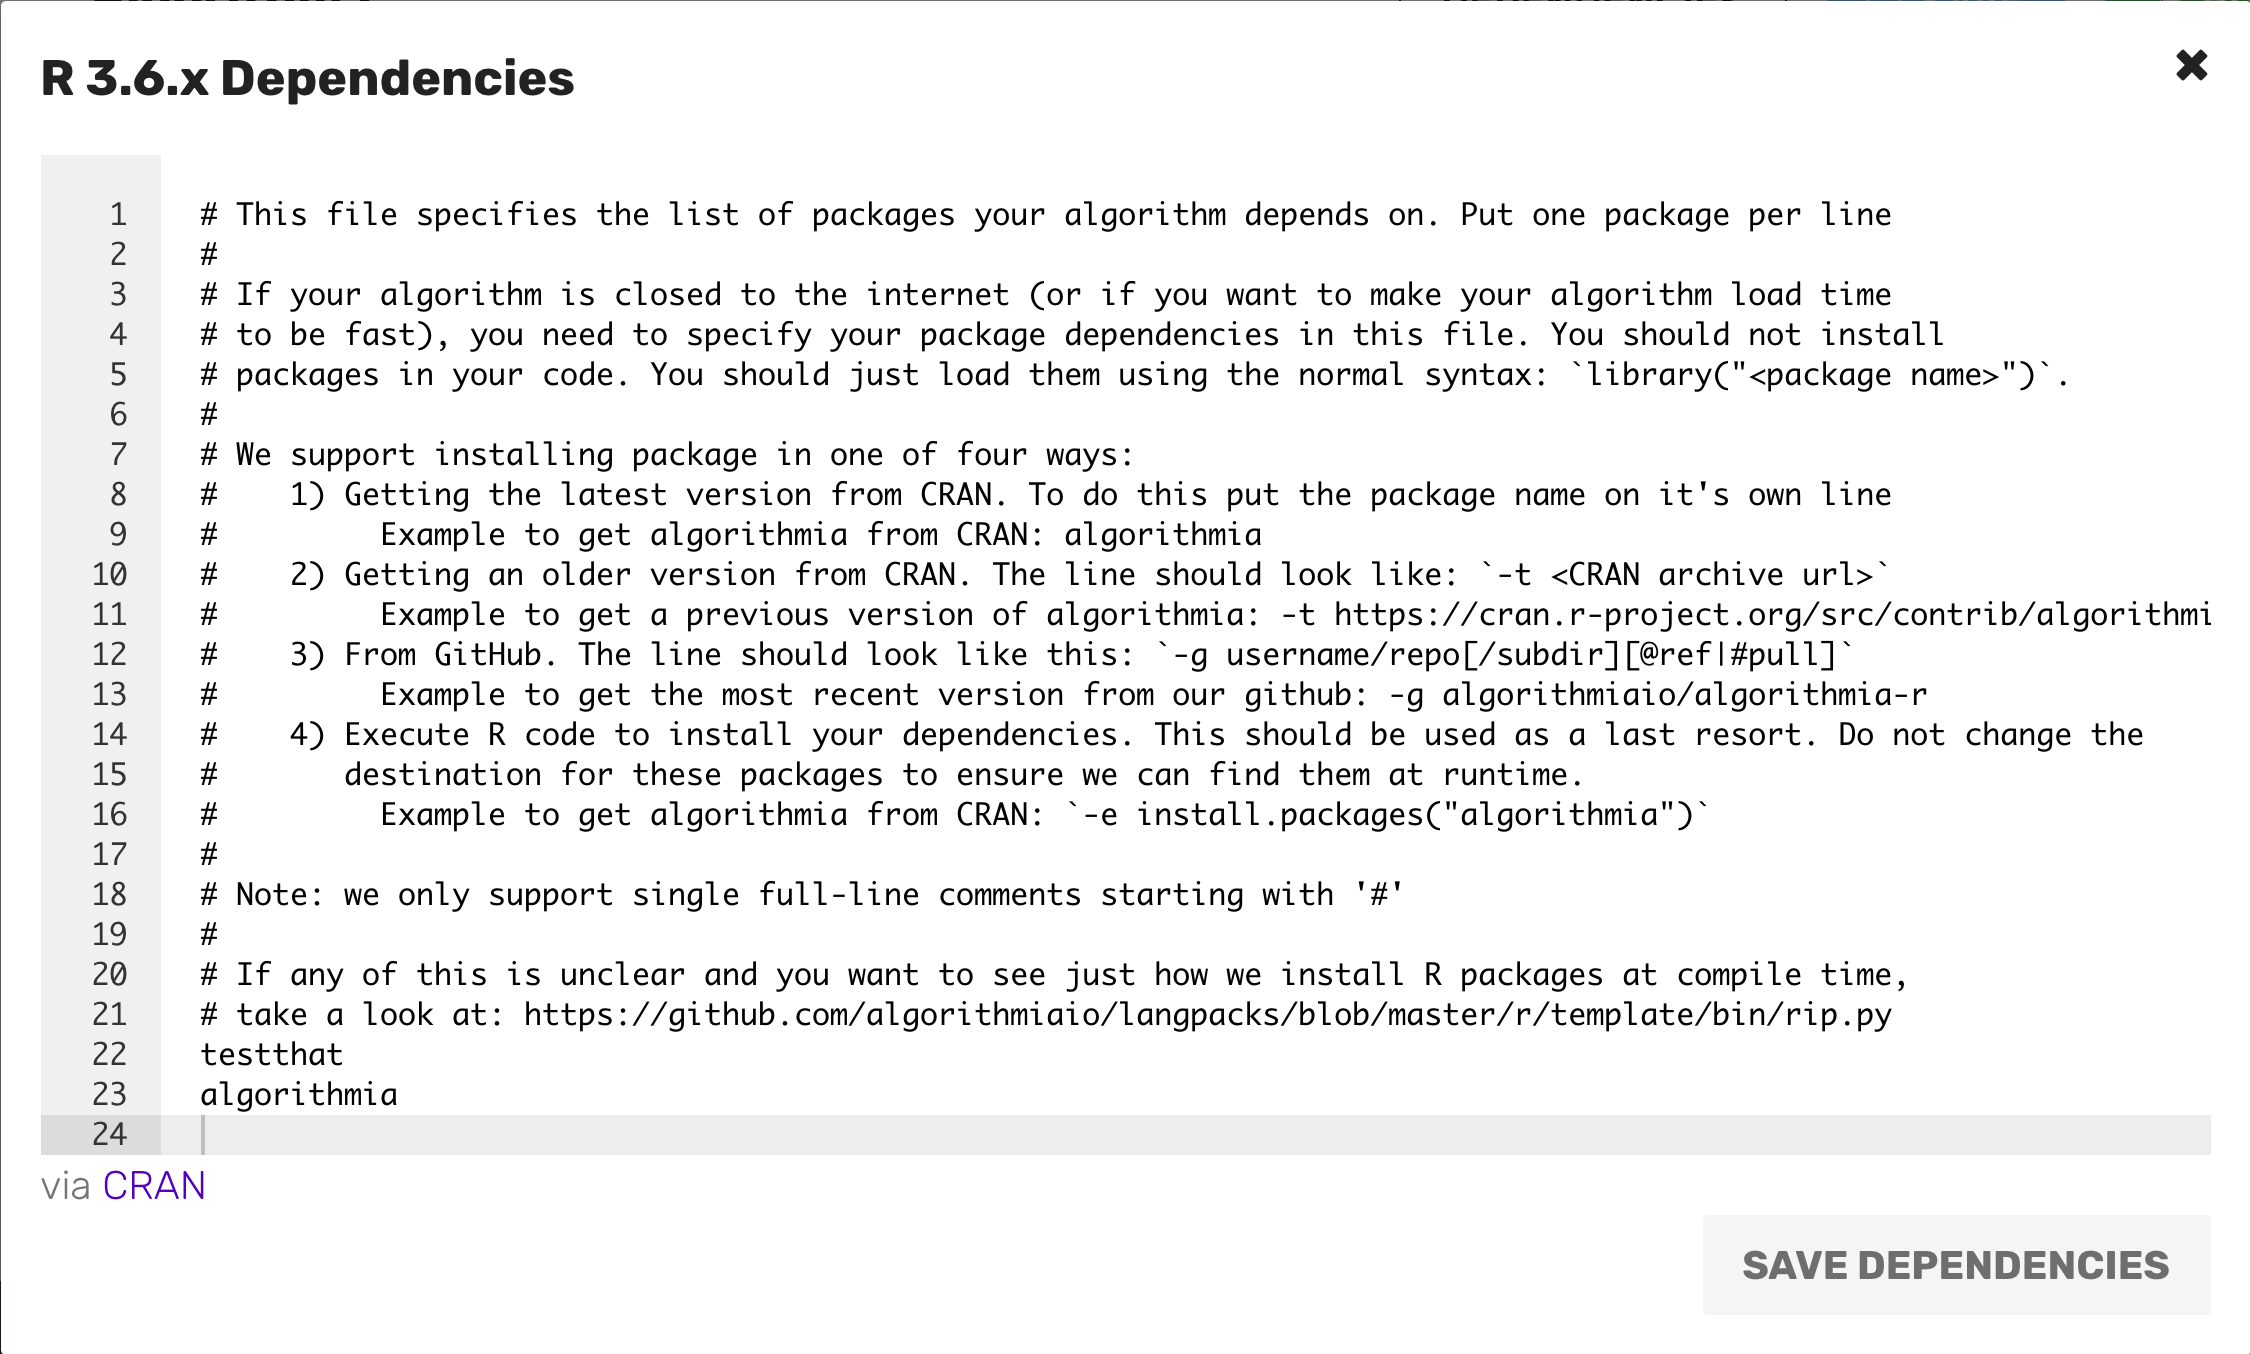 R 3.6.x Dependencies
1 # This file specifies the list of packages your algorithm depends on. Put one package per line
2 #
3 # If your algorithm is closed to the internet (or if you want to make your algorithm load time
4 # to be fast), you need to specify your package dependencies in this file. You should not install
5 # packages in your code. You should just load them using the normal syntax: `library("<package name>")`.
6 #
7 # We support installing package in one of four ways:
8 #    1) Getting the latest version from CRAN. To do this put the package name on it's own line
9 #         Example to get algorithmia from CRAN: algorithmia
10 #    2) Getting an older version from CRAN. The line should look like: `-t <CRAN archive url>`
11 #         Example to get a previous version of algorithmia: -t https://cran.r-project.org/src/contrib/algorithmi
12 #    3) From GitHub. The line should look like this: `-g username/repo[/subdir][@ref|#pull]`
13 #         Example to get the most recent version from our github: -g algorithmiaio/algorithmia-r
14 #    4) Execute R code to install your dependencies. This should be used as a last resort. Do not change the
15 #       destination for these packages to ensure we can find them at runtime.
16 #         Example to get algorithmia from CRAN: `-e install.packages("algorithmia")`
17 #
18 # Note: we only support single full-line comments starting with '#'
19 #
20 # If any of this is unclear and you want to see just how we install R packages at compile time,
21 # take a look at: https://github.com/algorithmiaio/langpacks/blob/master/r/template/bin/rip.py
22 testthat
23 algorithmia
24
via CRAN
SAVE DEPENDENCIES